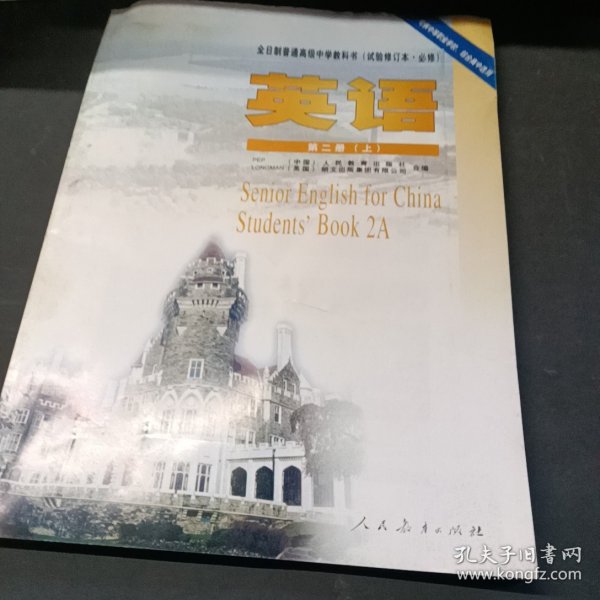 全日制普通高级中学教科书（试验修订本·必修）
英语
第二册（上）
PEP （中国）人民教育出版社
LONGMAN （英国）朗文出版集团有限公司 合编
Senior English for China
Students' Book 2A
人民教育出版社
孔夫子旧书网
www.kongfz.com